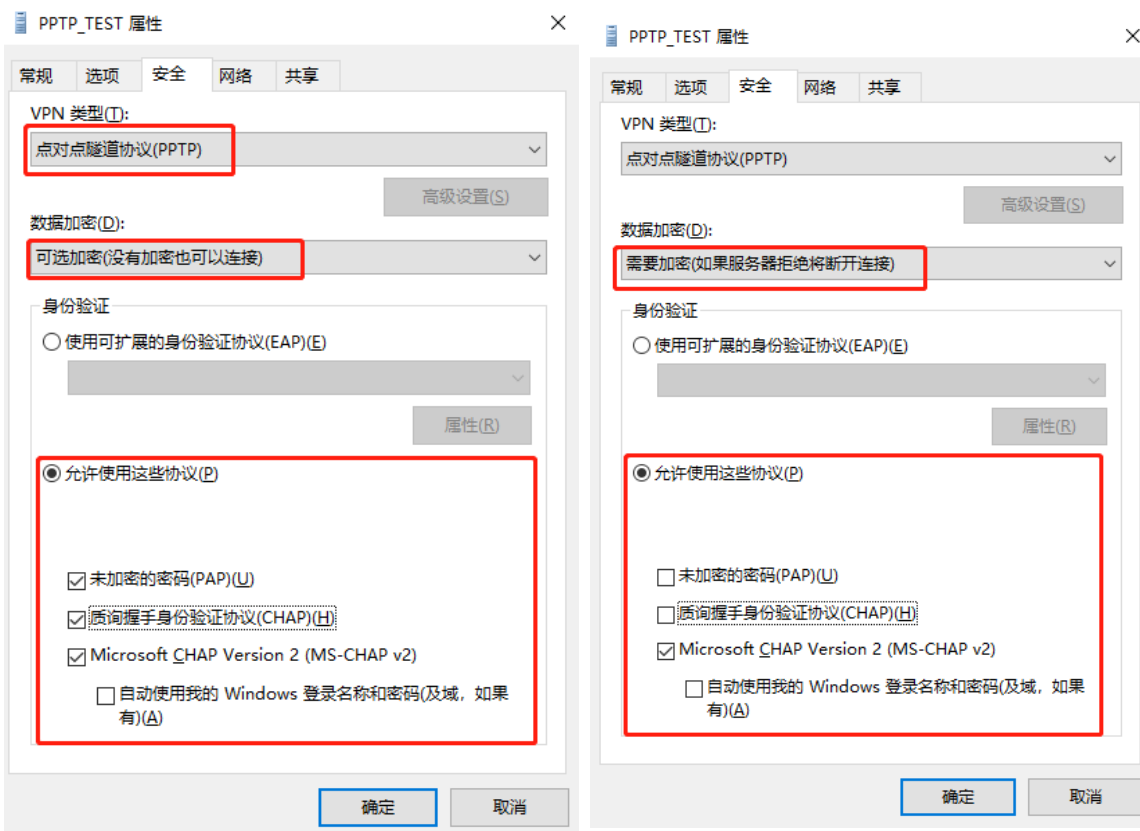 PPTP_TEST 属性
常规 选项 安全 网络 共享
VPN 类型(T):
点对点隧道协议(PPTP)
高级设置(S)
数据加密(D):
可选加密(没有加密也可以连接)
身份验证
使用可扩展的身份验证协议(EAP)(E)
属性(R)
允许使用这些协议(P)
未加密的密码(PAP)(U)
质询握手身份验证协议(CHAP)(H)
Microsoft CHAP Version 2 (MS-CHAP v2)
自动使用我的 Windows 登录名称和密码(及域，如果
有)(A)
确定 取消
PPTP_TEST 属性
常规 选项 安全 网络 共享
VPN 类型(T):
点对点隧道协议(PPTP)
高级设置(S)
数据加密(D):
需要加密(如果服务器拒绝将断开连接)
身份验证
使用可扩展的身份验证协议(EAP)(E)
属性(R)
允许使用这些协议(P)
未加密的密码(PAP)(U)
质询握手身份验证协议(CHAP)(H)
Microsoft CHAP Version 2 (MS-CHAP v2)
自动使用我的 Windows 登录名称和密码(及域，如果
有)(A)
确定 取消